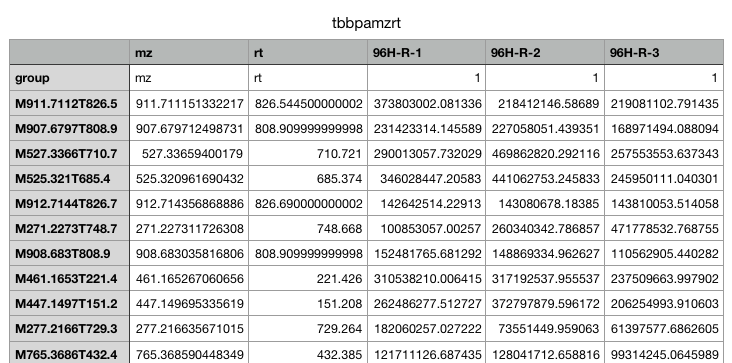 tbbpamzrt
mz rt 96H-R-1 96H-R-2 96H-R-3
group mz rt 1 1 1
M911.7112T826.5 911.711151332217 826.544500000002 373803002.081336 218412146.58689 219081102.791435
M907.6797T808.9 907.679712498731 808.909999999998 231423314.145589 227058051.439351 168971494.088094
M527.3366T710.7 527.33659400179 710.721 290013057.732029 469862820.292116 257553553.637343
M525.321T685.4 525.320961690432 685.374 346028447.20583 441062753.245833 245950111.040301
M912.7144T826.7 912.714356868886 826.690000000002 142642514.22913 143080678.18385 143810053.514058
M271.2273T748.7 271.227311726308 748.668 100853057.00257 260340342.786857 471778532.768755
M908.683T808.9 908.683035816806 808.909999999998 152481765.681292 148869334.962627 110562905.440282
M461.1653T221.4 461.165267060656 221.426 310538210.006415 317192537.955537 237509663.997902
M447.1497T151.2 447.149695335619 151.208 262486277.512727 372797879.596172 206254993.910603
M277.2166T729.3 277.216635671015 729.264 182060257.027222 73551449.959063 61397577.6862605
M765.3686T432.4 765.368590448349 432.385 121711126.687435 128041712.658816 99314245.0645989